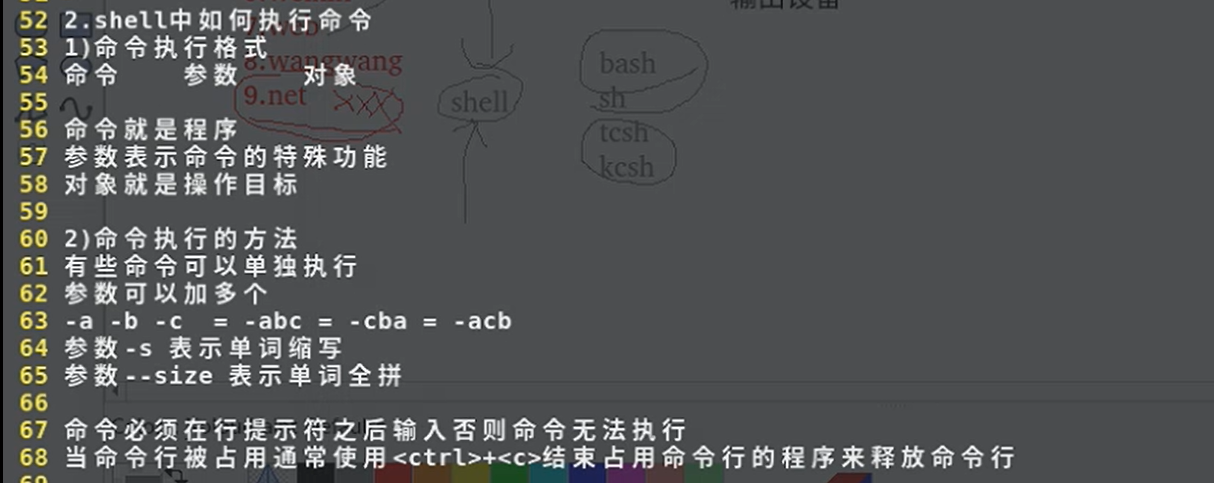 输出设备
52 2.shell中如何执行命令
7.web
53 1)命令执行格式
8.wangwang
54 命令 参数 对象
bash
9.net
shell
sh
55
56 命令就是程序
tcsh
57 参数表示命令的特殊功能
kcsh
58 对象就是操作目标
59
60 2)命令执行的方法
61 有些命令可以单独执行
62 参数可以加多个
63 -a -b -c = -abc = -cba = -acb
64 参数-s 表示单词缩写
65 参数--size 表示单词全拼
66
67 命令必须在行提示符之后输入否则命令无法执行
68 当命令行被占用通常使用<ctrl>+<c>结束占用命令行的程序来释放命令行